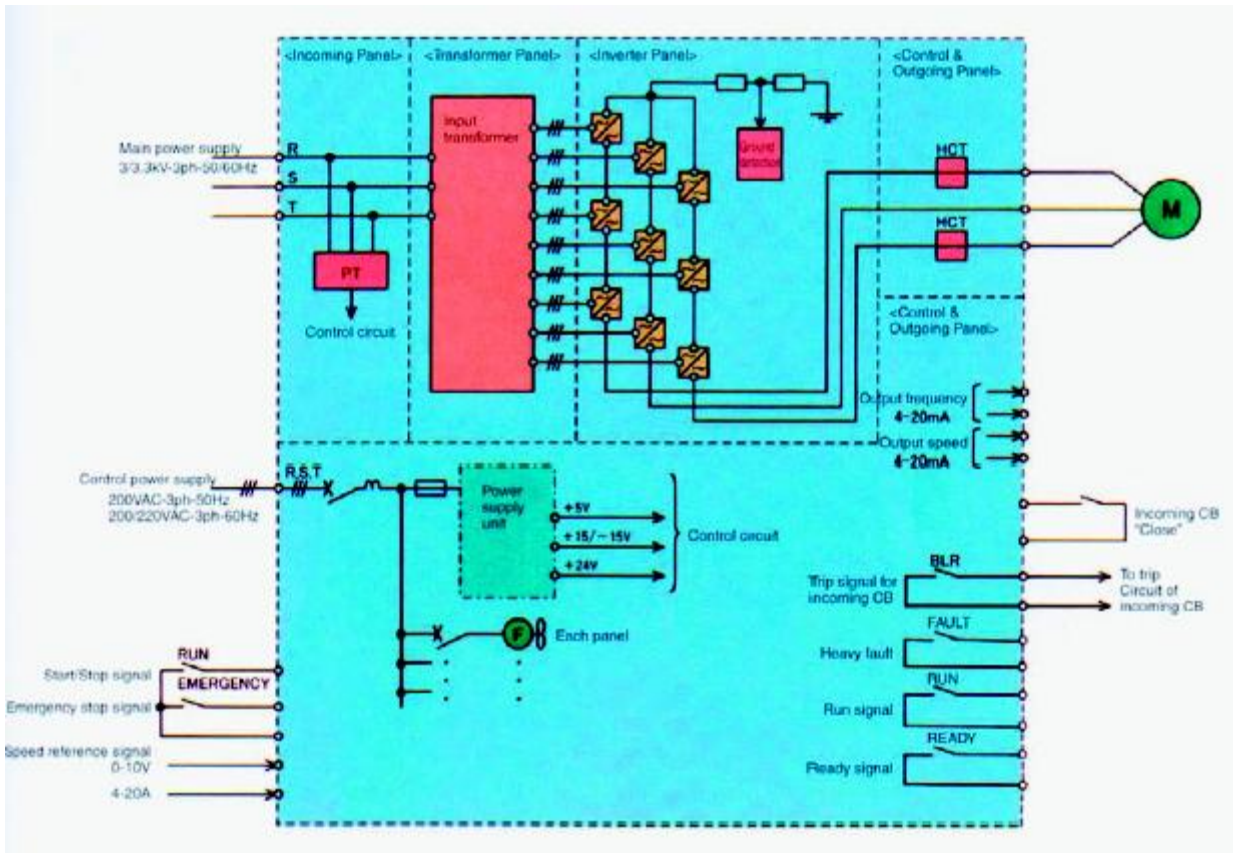 <Incoming Panel>
<Transformer Panel>
<Inverter Panel>
<Control &
Outgoing Panel>
Input
transformer
Main power supply
3/3.3kV-3ph-50/60Hz
R
S
T
PT
Control circuit
Ground
detection
HCT
HCT
M
<Control &
Outgoing Panel>
Output frequency
4-20mA
Output speed
4-20mA
Control power supply
200VAC-3ph-50Hz
200/220VAC-3ph-60Hz
R.S.T
Power
supply
unit
+5V
+15/-15V
+24V
Control circuit
F
Each panel
Incoming CB
"Close"
BLR
Trip signal for
incoming CB
To trip
Circuit of
incoming CB
FAULT
Heavy fault
RUN
Run signal
READY
Ready signal
RUN
Start/Stop signal
EMERGENCY
Emergency stop signal
Speed reference signal
0-10V
4-20A